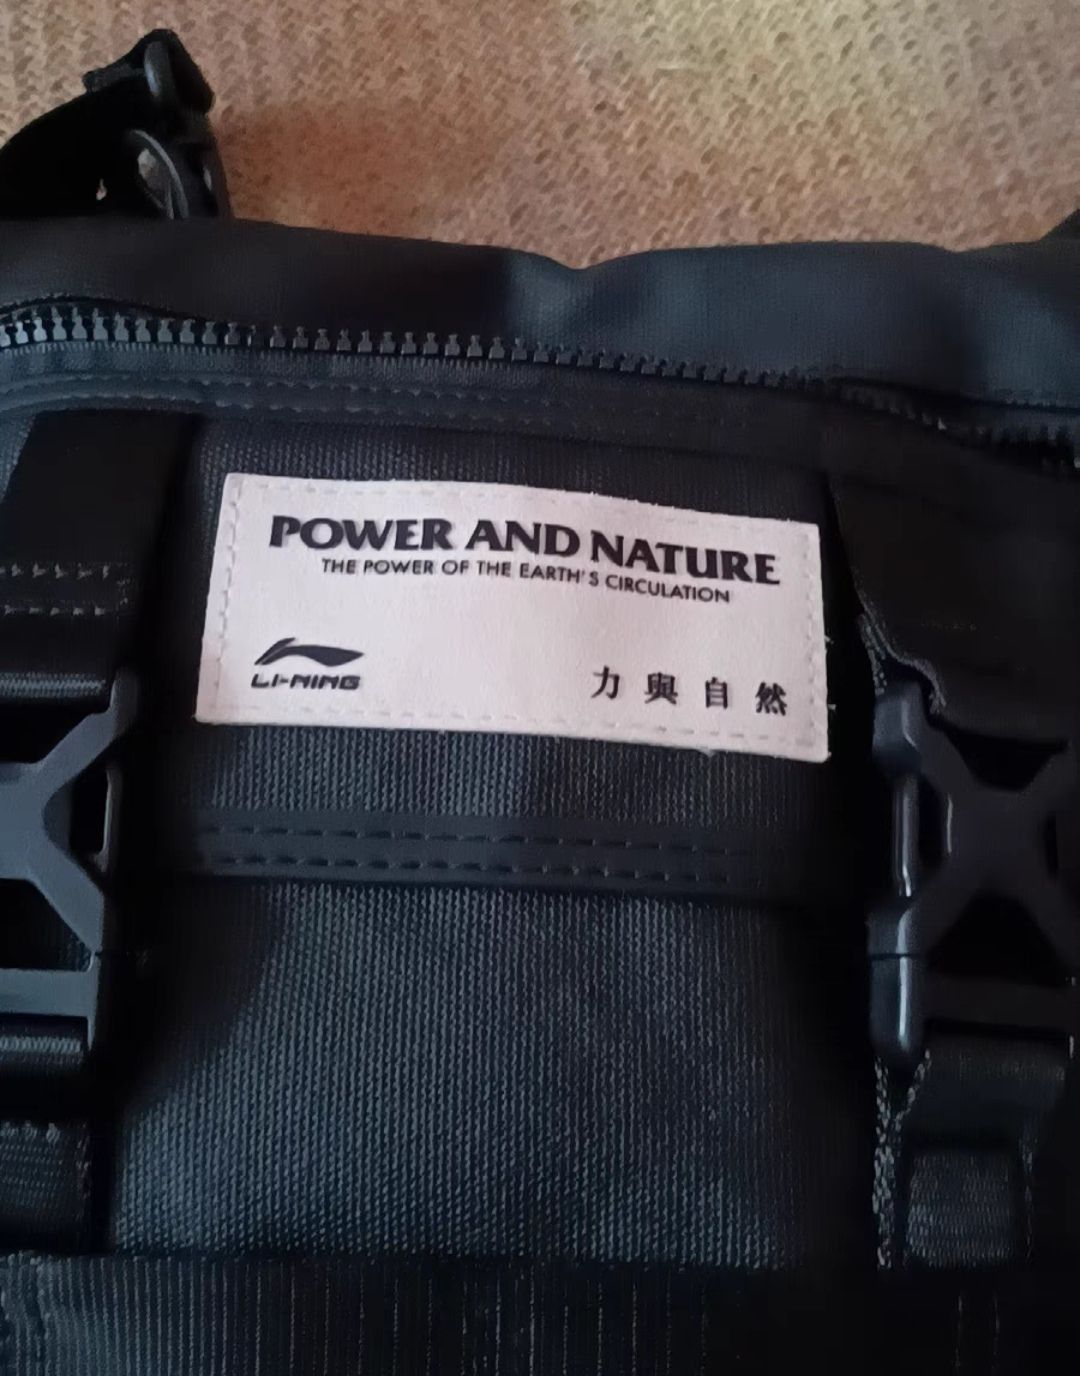 POWER AND NATURE
THE POWER OF THE EARTH'S CIRCULATION
LI-NING
力與自然